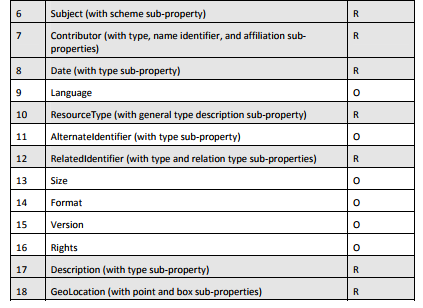 6 Subject (with scheme sub-property) R
7 Contributor (with type, name identifier, and affiliation sub- R
properties)
8 Date (with type sub-property) R
9 Language O
10 ResourceType (with general type description sub-property) R
11 AlternateIdentifier (with type sub-property) O
12 RelatedIdentifier (with type and relation type sub-properties) R
13 Size O
14 Format O
15 Version O
16 Rights O
17 Description (with type sub-property) R
18 GeoLocation (with point and box sub-properties) R